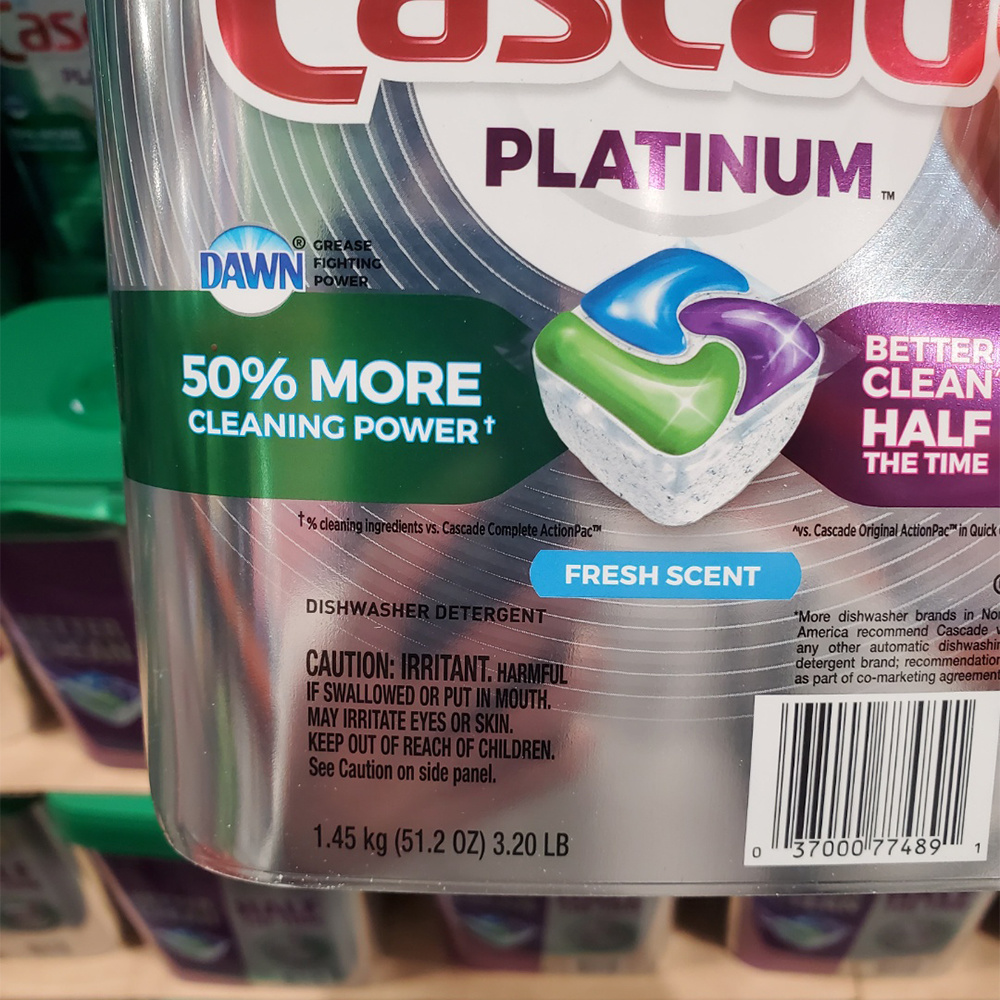 Cascad
PLATINUM™
DAWN®
GREASE
FIGHTING
POWER
50% MORE
CLEANING POWER†
BETTER
CLEAN^
HALF
THE TIME
† % cleaning ingredients vs. Cascade Complete ActionPac™
^vs. Cascade Original ActionPac™ in Quick
FRESH SCENT
DISHWASHER DETERGENT
CAUTION: IRRITANT. HARMFUL
IF SWALLOWED OR PUT IN MOUTH.
MAY IRRITATE EYES OR SKIN.
KEEP OUT OF REACH OF CHILDREN.
See Caution on side panel.
1.45 kg (51.2 OZ) 3.20 LB
*More dishwasher brands in No
America recommend Cascade v
any other automatic dishwashin
detergent brand; recommendation
as part of co-marketing agreement
0 37000 77489 1